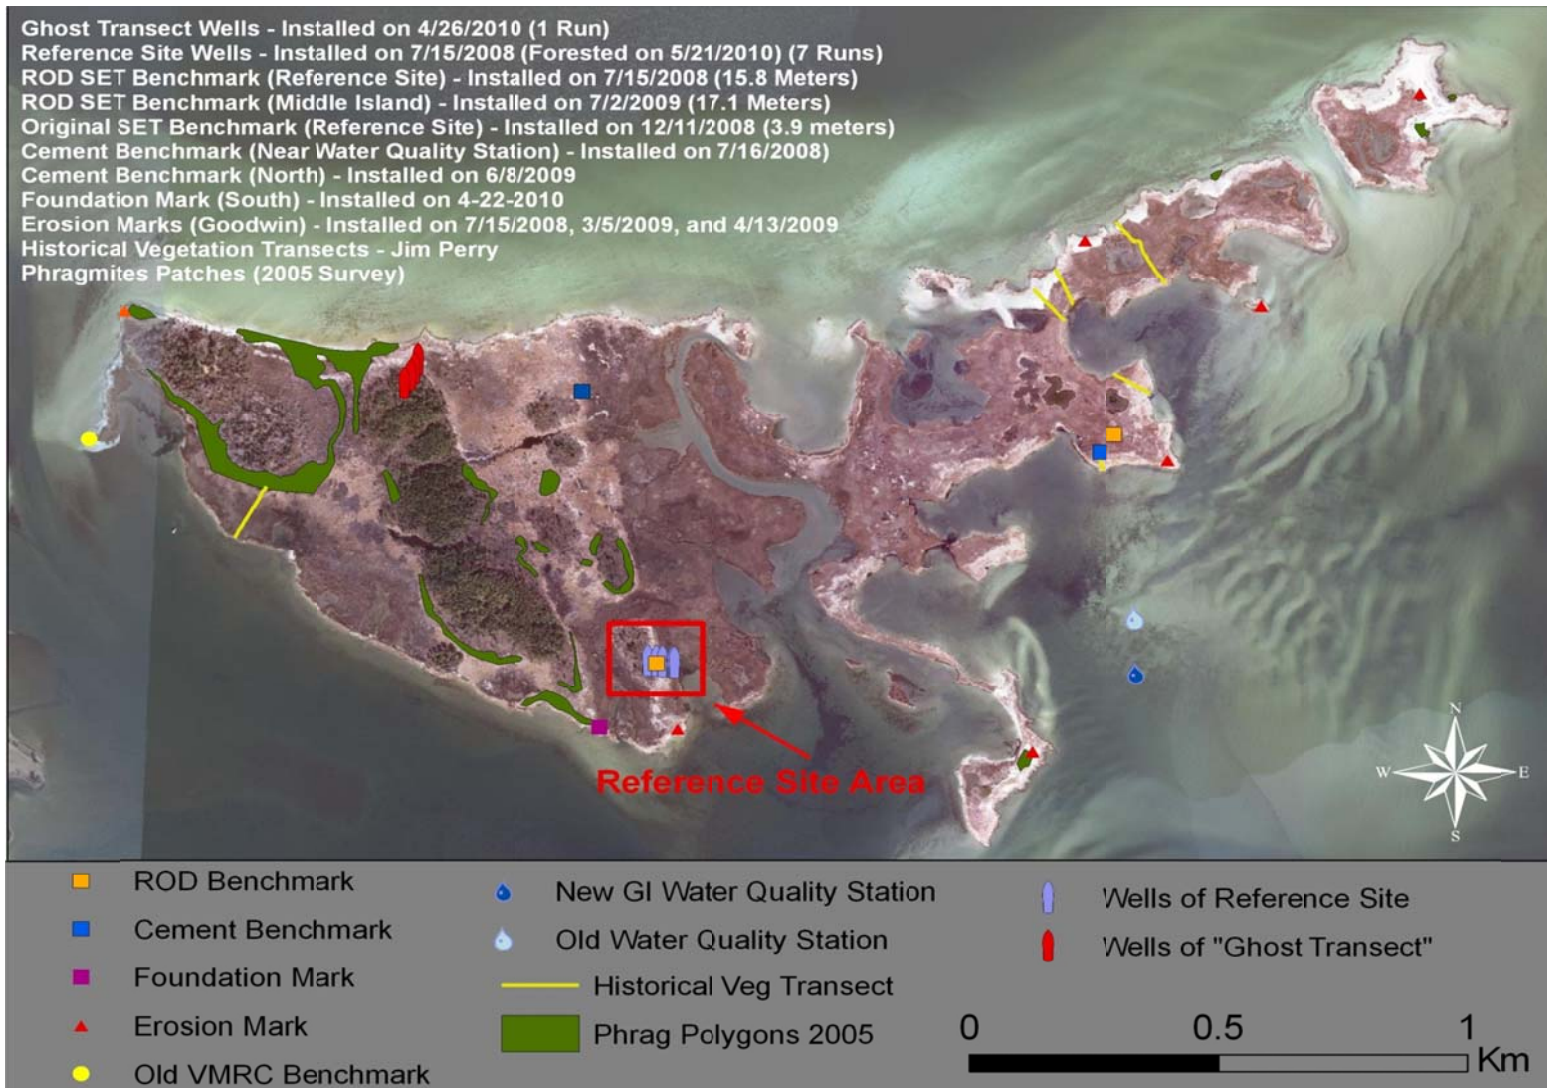 Ghost Transect Wells - Installed on 4/26/2010 (1 Run)
Reference Site Wells - Installed on 7/15/2008 (Forested on 5/21/2010) (7 Runs)
ROD SET Benchmark (Reference Site) - Installed on 7/15/2008 (15.8 Meters)
ROD SET Benchmark (Middle Island) - Installed on 7/2/2009 (17.1 Meters)
Original SET Benchmark (Reference Site) - Installed on 12/11/2008 (3.9 meters)
Cement Benchmark (Near Water Quality Station) - Installed on 7/16/2008)
Cement Benchmark (North) - Installed on 6/8/2009
Foundation Mark (South) - Installed on 4-22-2010
Erosion Marks (Goodwin) - Installed on 7/15/2008, 3/5/2009, and 4/13/2009
Historical Vegetation Transects - Jim Perry
Phragmites Patches (2005 Survey)
Reference Site Area
N
W E
S
ROD Benchmark
Cement Benchmark
Foundation Mark
Erosion Mark
Old VMRC Benchmark
New GI Water Quality Station
Old Water Quality Station
Historical Veg Transect
Phrag Polygons 2005
Wells of Reference Site
Wells of "Ghost Transect"
0 0.5 1
Km